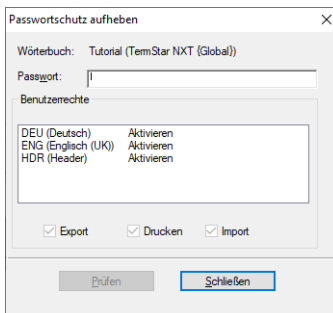 Passwortschutz aufheben
Wörterbuch: Tutorial (TermStar NXT {Global})
Passwort:
Benutzerrechte
DEU (Deutsch) Aktivieren
ENG (Englisch (UK)) Aktivieren
HDR (Header) Aktivieren
Export Drucken Import
Prüfen Schließen